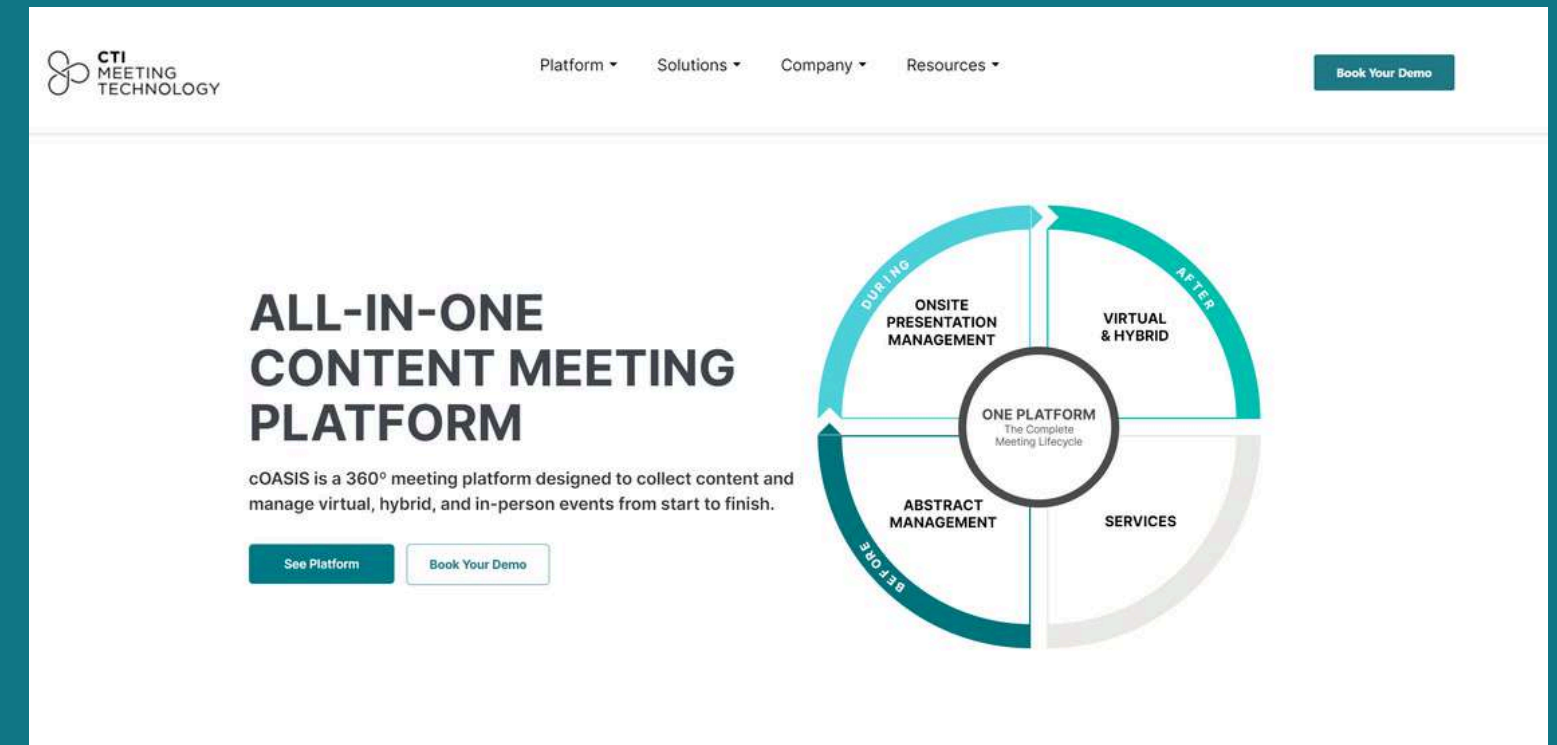 CTI
MEETING
TECHNOLOGY
Platform
Solutions
Company
Resources
Book Your Demo
ALL-IN-ONE
CONTENT MEETING
PLATFORM
cOASIS is a 360º meeting platform designed to collect content and
manage virtual, hybrid, and in-person events from start to finish.
See Platform
Book Your Demo
DURING
ONSITE
PRESENTATION
MANAGEMENT
AFTER
VIRTUAL
& HYBRID
ONE PLATFORM
The Complete
Meeting Lifecycle
BEFORE
ABSTRACT
MANAGEMENT
SERVICES